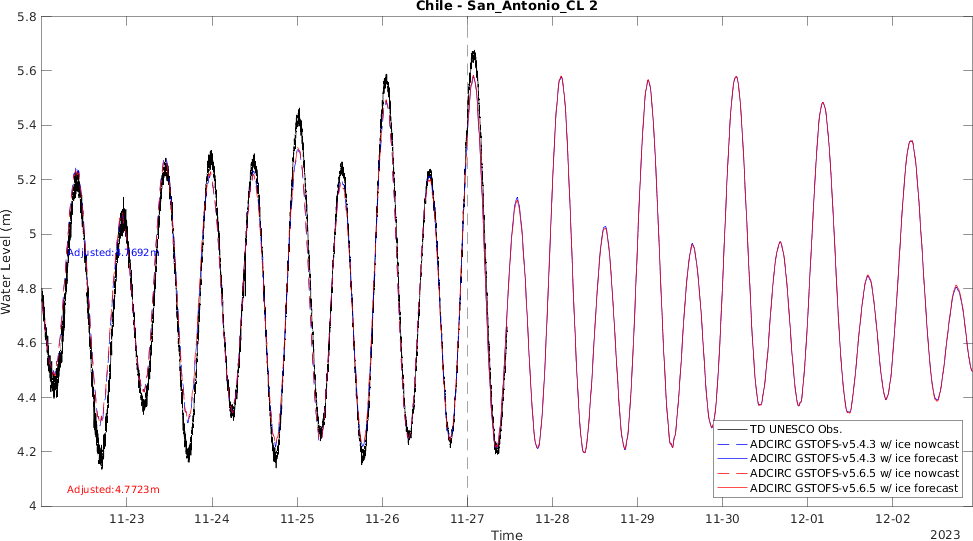 Chile - San_Antonio_CL 2
5.8
5.6
5.4
5.2
5
4.8
4.6
4.4
4.2
4
Water Level (m)
Adjusted:4.7692m
Adjusted:4.7723m
TD UNESCO Obs.
ADCIRC GSTOFS-v5.4.3 w/ ice nowcast
ADCIRC GSTOFS-v5.4.3 w/ ice forecast
ADCIRC GSTOFS-v5.6.5 w/ ice nowcast
ADCIRC GSTOFS-v5.6.5 w/ ice forecast
11-23 11-24 11-25 11-26 11-27 11-28 11-29 11-30 12-01 12-02
Time
2023